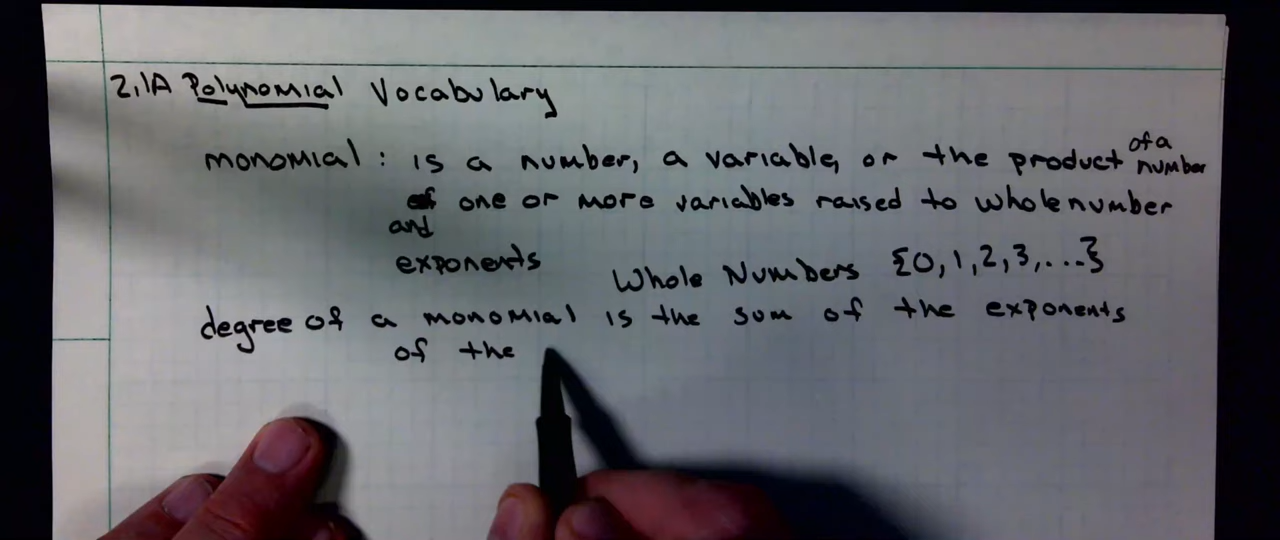 2.1A Polynomial Vocabulary
monomial: is a number, a variable, or the product of a number
and one or more variables raised to whole number
exponents
Whole Numbers {0,1,2,3,...}
degree of a monomial is the sum of the exponents
of the